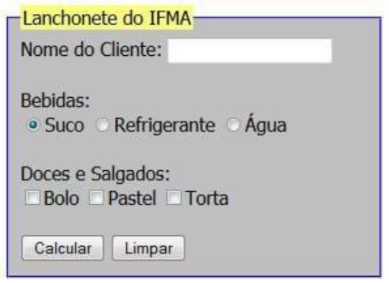 Lanchonete do IFMA
Nome do Cliente:
Bebidas:
Suco Refrigerante Água
Doces e Salgados:
Bolo Pastel Torta
Calcular Limpar